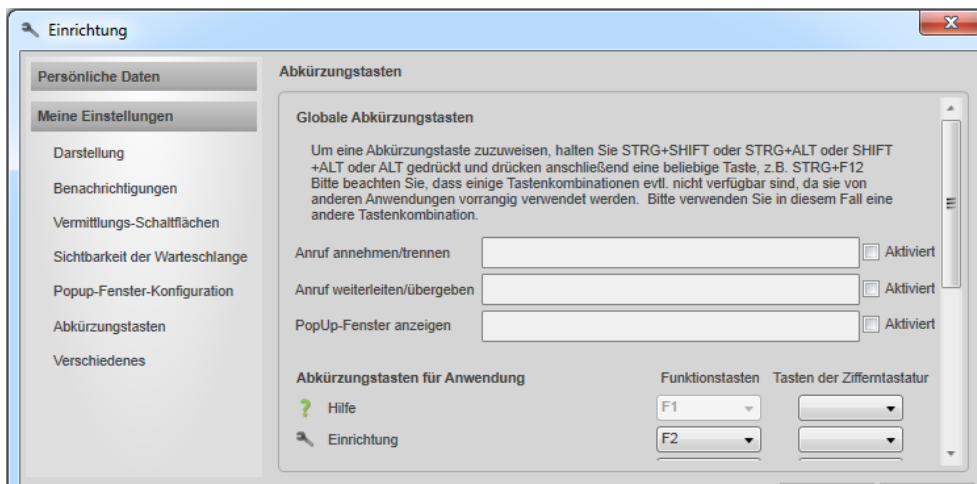 Einrichtung
Persönliche Daten
Meine Einstellungen
Darstellung
Benachrichtigungen
Vermittlungs-Schaltflächen
Sichtbarkeit der Warteschlange
Popup-Fenster-Konfiguration
Abkürzungstasten
Verschiedenes
Abkürzungstasten
Globale Abkürzungstasten
Um eine Abkürzungstaste zuzuweisen, halten Sie STRG+SHIFT oder STRG+ALT oder SHIFT
+ALT oder ALT gedrückt und drücken anschließend eine beliebige Taste, z.B. STRG+F12
Bitte beachten Sie, dass einige Tastenkombinationen evtl. nicht verfügbar sind, da sie von
anderen Anwendungen vorrangig verwendet werden. Bitte verwenden Sie in diesem Fall eine
andere Tastenkombination.
Anruf annehmen/trennen Aktiviert
Anruf weiterleiten/übergeben Aktiviert
PopUp-Fenster anzeigen Aktiviert
Abkürzungstasten für Anwendung Funktionstasten Tasten der Zifferntastatur
Hilfe F1
Einrichtung F2